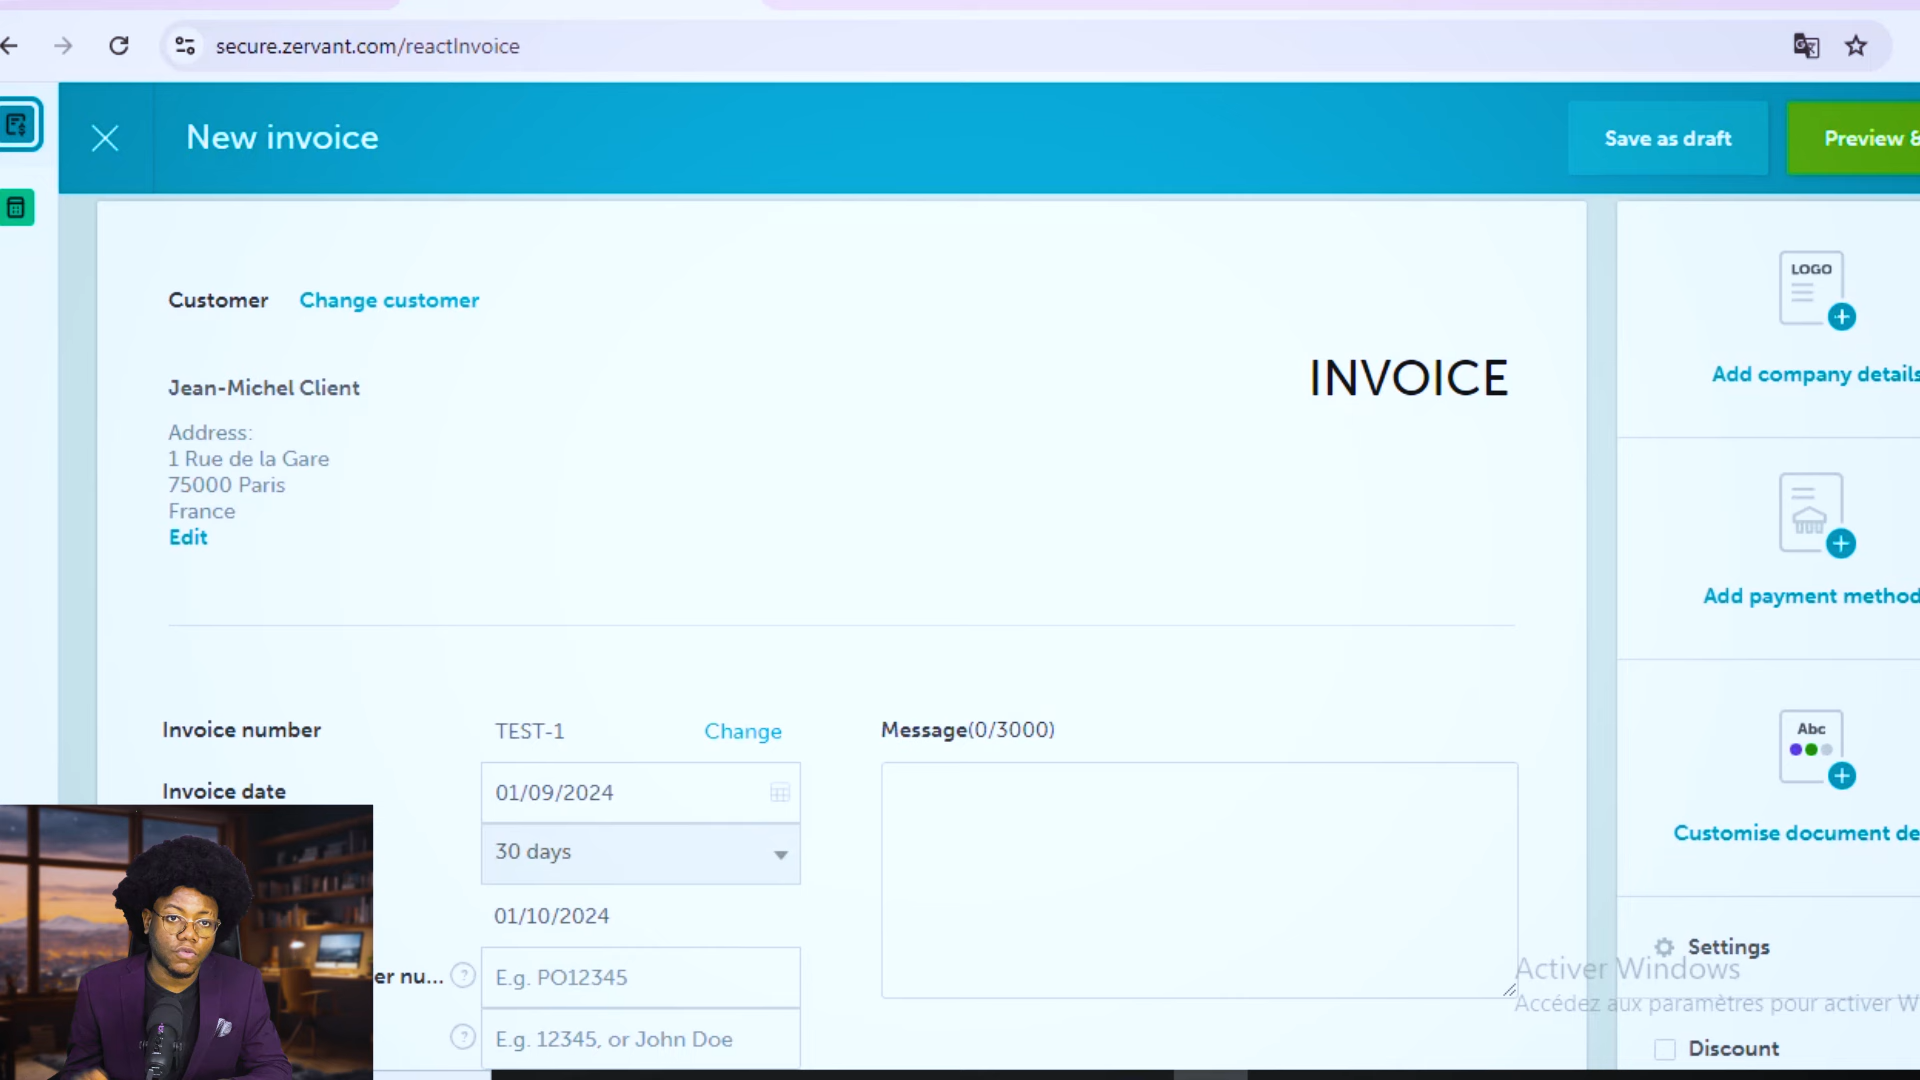 secure.zervant.com/reactInvoice
New invoice
Save as draft
Preview &
Customer Change customer
LOGO
INVOICE
Add company details
Jean-Michel Client
Address:
1 Rue de la Gare
75000 Paris
France
Edit
Add payment method
Invoice number TEST-1 Change
Message(0/3000)
Invoice date 01/09/2024
30 days
01/10/2024
Abc
Customise document de
er nu... ? E.g. PO12345
? E.g. 12345, or John Doe
Settings
Activer Windows
Accédez aux paramètres pour activer W
Discount